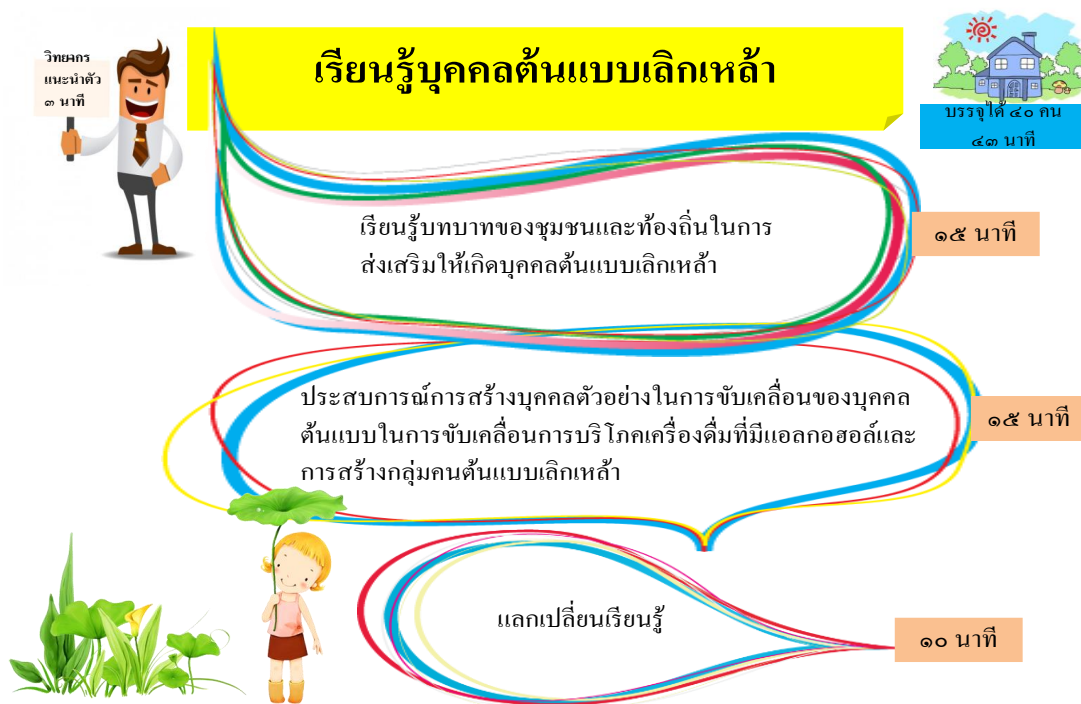 วิทยากร
แนะนำตัว
๓ นาที
เรียนรู้บุคคลต้นแบบเลิกเหล้า
บรรจุได้ ๔๐ คน
๔๓ นาที
เรียนรู้บทบาทของชุมชนและท้องถิ่นในการ
ส่งเสริมให้เกิดบุคคลต้นแบบเลิกเหล้า
๑๕ นาที
ประสบการณ์การสร้างบุคคลตัวอย่างในการขับเคลื่อนของบุคคล
ต้นแบบในการขับเคลื่อนการบริโภคเครื่องดื่มที่มีแอลกอฮอล์และ
การสร้างกลุ่มคนต้นแบบเลิกเหล้า
๑๕ นาที
แลกเปลี่ยนเรียนรู้
๑๐ นาที